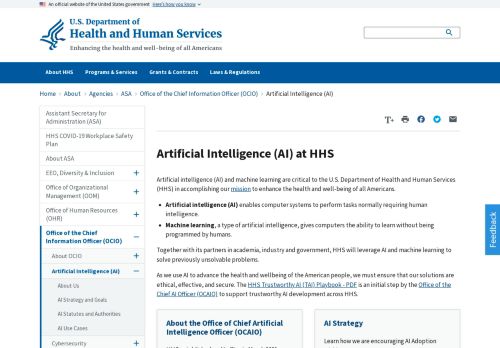 An official website of the United States government Here's how you know
U.S. Department of
Health and Human Services
Enhancing the health and well-being of all Americans
About HHS Programs & Services Grants & Contracts Laws & Regulations
Home > About > Agencies > ASA > Office of the Chief Information Officer (OCIO) > Artificial Intelligence (AI)
Assistant Secretary for
Administration (ASA)
HHS COVID-19 Workplace Safety
Plan
About ASA
EEO, Diversity & Inclusion
Office of Organizational
Management (OOM)
Office of Human Resources
(OHR)
Office of the Chief
Information Officer (OCIO)
About OCIO
Artificial Intelligence (AI)
About Us
AI Strategy and Goals
AI Statutes and Authorities
AI Use Cases
Cybersecurity
T+
Artificial Intelligence (AI) at HHS
Artificial intelligence (AI) and machine learning are critical to the U.S. Department of Health and Human Services
(HHS) in accomplishing our mission to enhance the health and well-being of all Americans.
• Artificial intelligence (AI) enables computer systems to perform tasks normally requiring human
intelligence.
• Machine learning, a type of artificial intelligence, gives computers the ability to learn without being
programmed by humans.
Together with its partners in academia, industry and government, HHS will leverage AI and machine learning to
solve previously unsolvable problems.
As we use AI to advance the health and wellbeing of the American people, we must ensure that our solutions are
ethical, effective, and secure. The HHS Trustworthy AI (TAI) Playbook - PDF is an initial step by the Office of the
Chief AI Officer (OCAIO) to support trustworthy AI development across HHS.
About the Office of Chief Artificial
Intelligence Officer (OCAIO)
AI Strategy
Learn how we are encouraging AI Adoption
Feedback